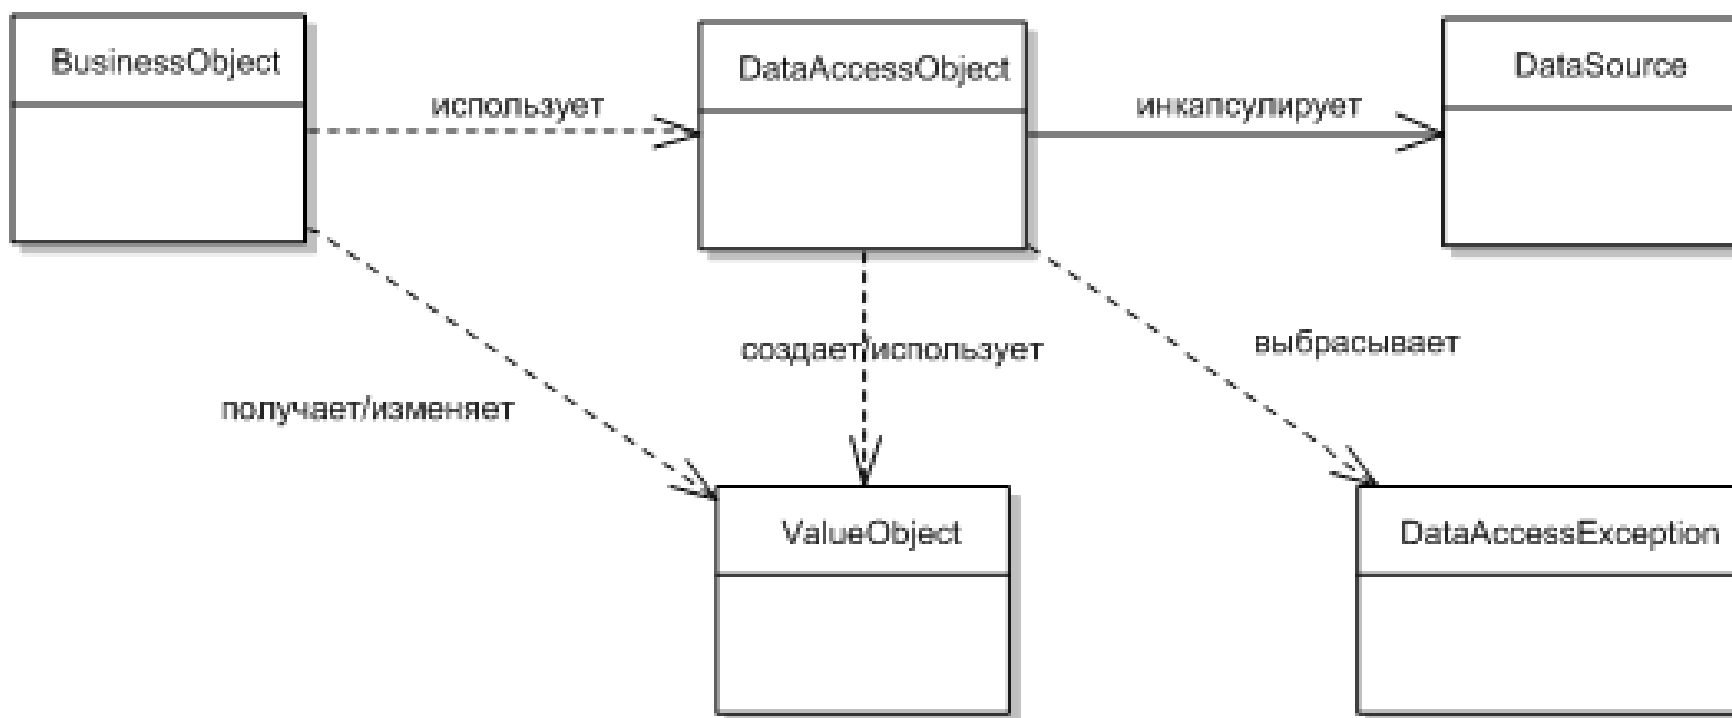 BusinessObject
использует
DataAccessObject
инкапсулирует
DataSource
получает/изменяет
создает/использует
выбрасывает
ValueObject
DataAccessException